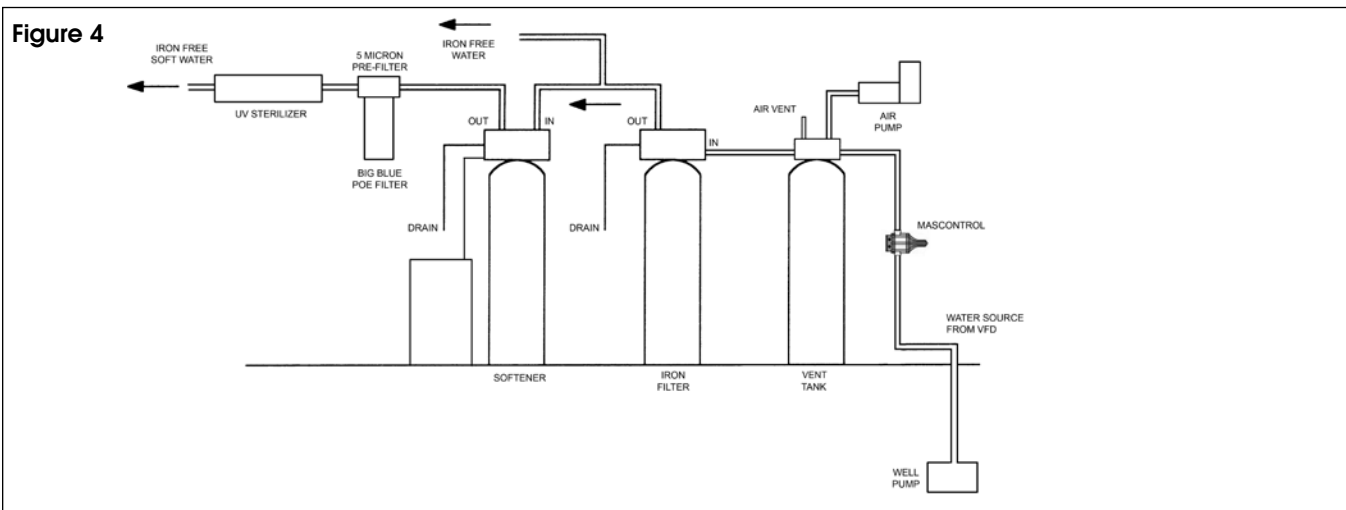 Figure 4
IRON FREE
SOFT WATER
5 MICRON
PRE-FILTER
IRON FREE
WATER
UV STERILIZER
BIG BLUE
POE FILTER
OUT
IN
OUT
IN
AIR VENT
AIR
PUMP
DRAIN
DRAIN
MASCONTROL
WATER SOURCE
FROM VFD
SOFTENER
IRON
FILTER
VENT
TANK
WELL
PUMP